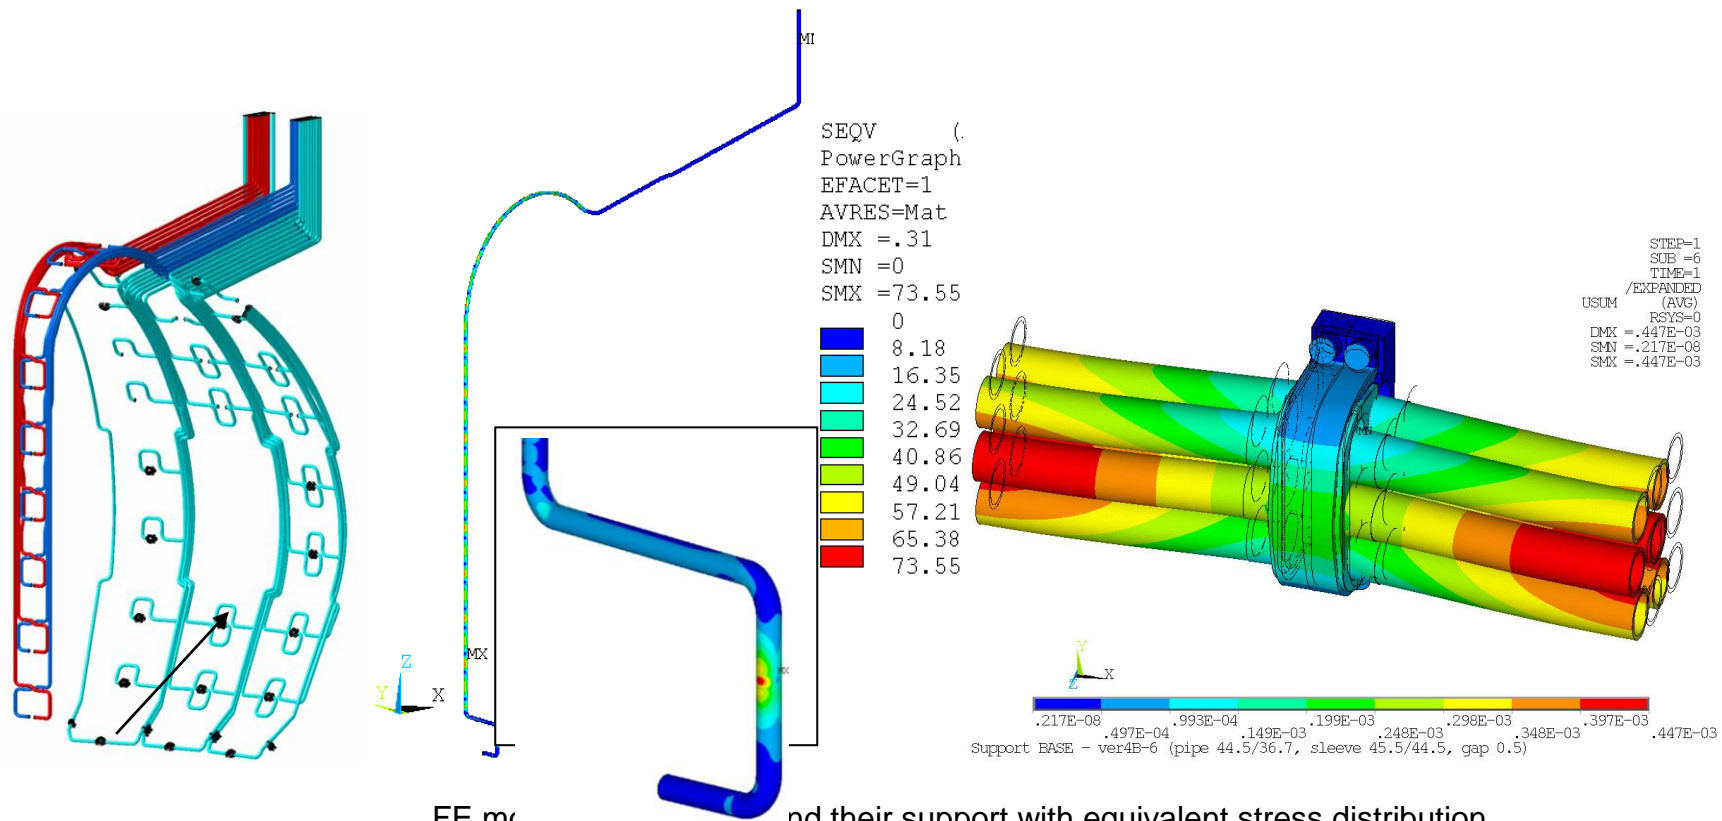 MI
SEQV (.
PowerGraph
EFACET=1
AVRES=Mat
DMX =.31
SMN =0
SMX =73.55
0
8.18
16.35
24.52
32.69
40.86
49.04
57.21
65.38
73.55
MX
Z
Y
X
MX
STEP=1
SUB =6
TIME=1
/EXPANDED
USUM (AVG)
RSYS=0
DMX =.447E-03
SMN =.217E-08
SMX =.447E-03
MN
Y
X
Z
.217E-08 .993E-04 .199E-03 .298E-03 .397E-03
.497E-04 .149E-03 .248E-03 .348E-03 .447E-03
Support BASE - ver4B-6 (pipe 44.5/36.7, sleeve 45.5/44.5, gap 0.5)
FE mo nd their support with equivalent stress distribution